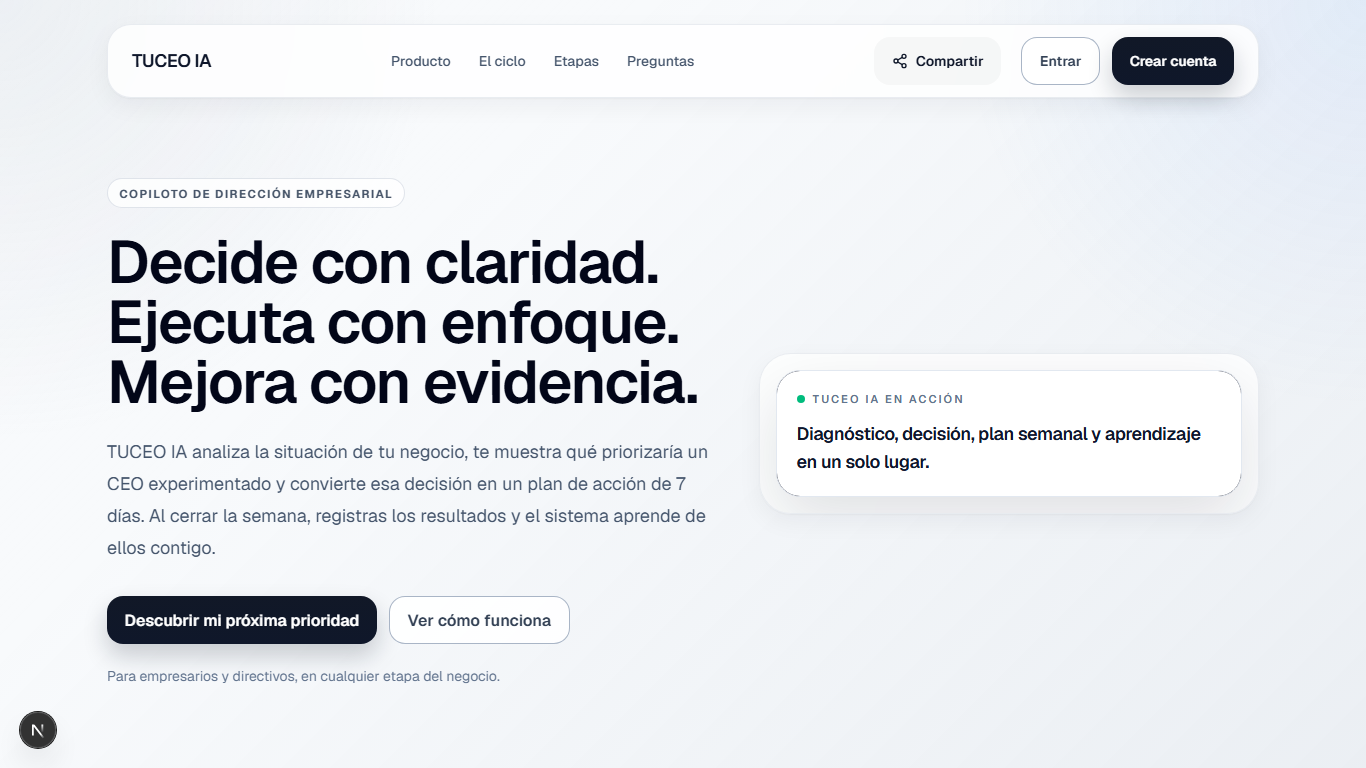 TUCEO IA
Producto
El ciclo
Etapas
Preguntas
Compartir
Entrar
Crear cuenta
COPILOTO DE DIRECCIÓN EMPRESARIAL
Decide con claridad.
Ejecuta con enfoque.
Mejora con evidencia.
TUCEO IA analiza la situación de tu negocio, te muestra qué priorizaría un
CEO experimentado y convierte esa decisión en un plan de acción de 7
días. Al cerrar la semana, registras los resultados y el sistema aprende de
ellos contigo.
Descubrir mi próxima prioridad
Ver cómo funciona
Para empresarios y directivos, en cualquier etapa del negocio.
TUCEO IA EN ACCIÓN
Diagnóstico, decisión, plan semanal y aprendizaje
en un solo lugar.
N